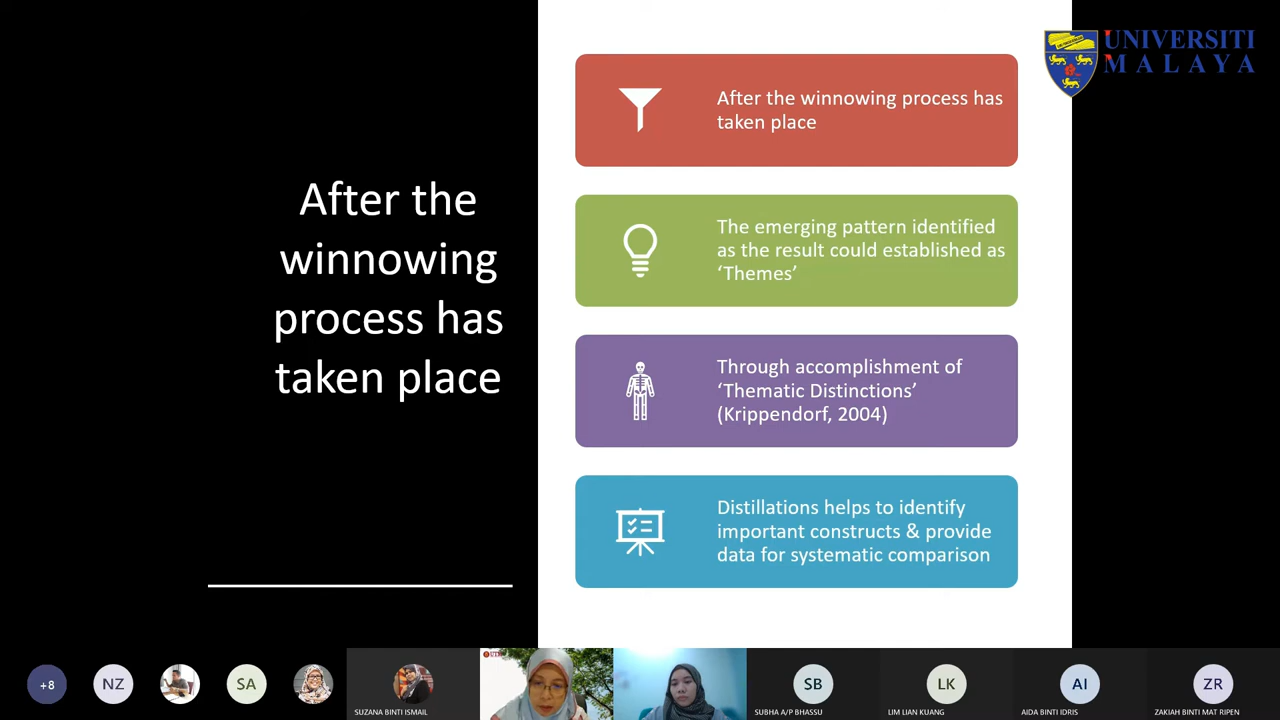 UNIVERSITI
MALAYA
After the
winnowing
process has
taken place
After the winnowing process has
taken place
The emerging pattern identified
as the result could established as
‘Themes’
Through accomplishment of
‘Thematic Distinctions’
(Krippendorf, 2004)
Distillations helps to identify
important constructs & provide
data for systematic comparison
+8
NZ
SA
SUZANA BINTI ISMAIL
SB
SUBHA A/P BHASSU
LK
LIM LIAN KUANG
AI
AIDA BINTI IDRIS
ZR
ZAKIAH BINTI MAT RIPEN